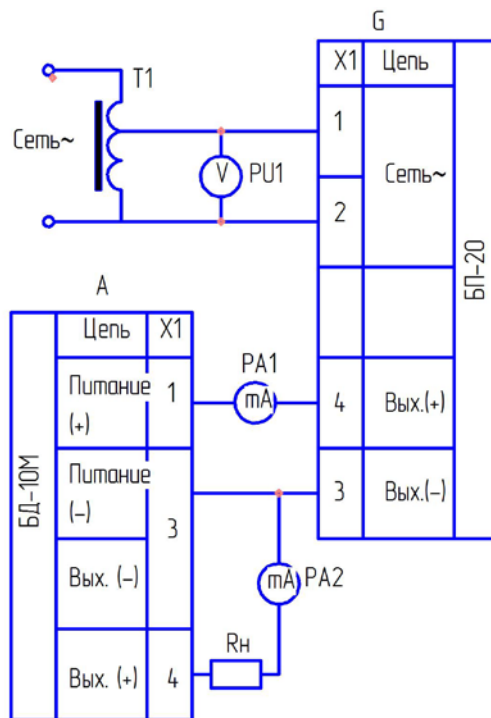 G
X1 Цепь
T1
1
Сеть~
V PU1
Сеть~
2
БП-20
A
Цепь X1
PA1
Питание
(+)
1
mA
4 Вых.(+)
Питание
(-)
3 Вых.(-)
БД-10М
3
Вых. (-)
mA PA2
Rн
Вых. (+) 4